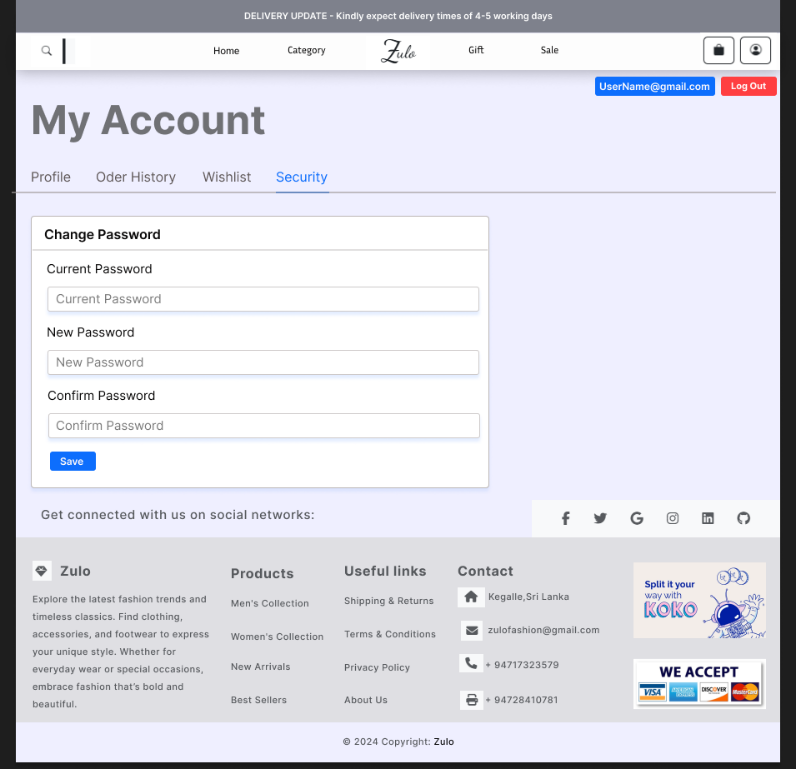 DELIVERY UPDATE - Kindly expect delivery times of 4-5 working days
Home Category Zulo Gift Sale
UserName@gmail.com Log Out
My Account
Profile Oder History Wishlist Security
Change Password
Current Password
Current Password
New Password
New Password
Confirm Password
Confirm Password
Save
Get connected with us on social networks:
Zulo
Explore the latest fashion trends and
timeless classics. Find clothing,
accessories, and footwear to express
your unique style. Whether for
everyday wear or special occasions,
embrace fashion that's bold and
beautiful.
Products
Men's Collection
Women's Collection
New Arrivals
Best Sellers
Useful links
Shipping & Returns
Terms & Conditions
Privacy Policy
About Us
Contact
Kegalle,Sri Lanka
zulofashion@gmail.com
+ 94717323579
+ 94728410781
Split it your
way with
KOKO
WE ACCEPT
VISA AMERICAN EXPRESS DISCOVER MasterCard
© 2024 Copyright: Zulo